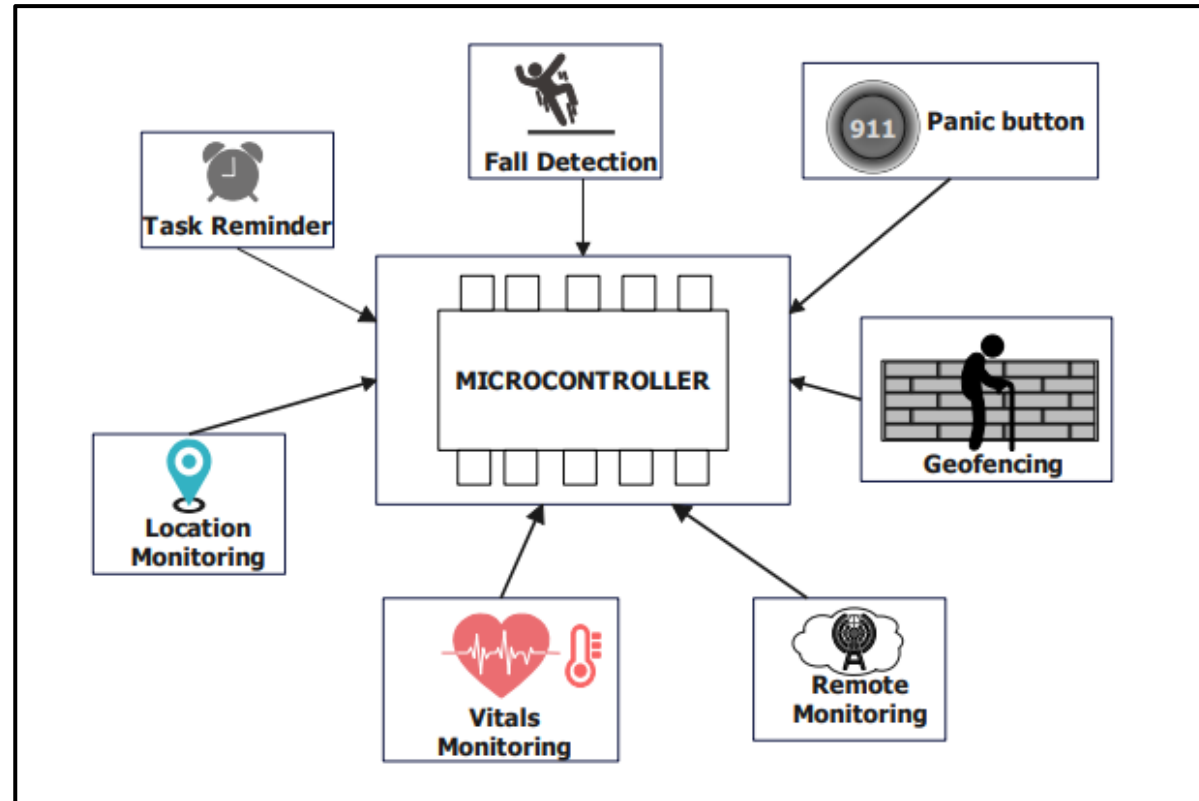 Fall Detection
911
Panic button
Task Reminder
MICROCONTROLLER
Geofencing
Location
Monitoring
Vitals
Monitoring
Remote
Monitoring